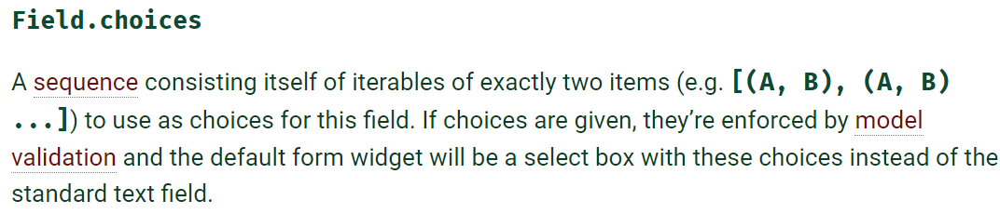 Field.choices
A sequence consisting itself of iterables of exactly two items (e.g. [(A, B), (A, B)
...]) to use as choices for this field. If choices are given, they’re enforced by model
validation and the default form widget will be a select box with these choices instead of the
standard text field.